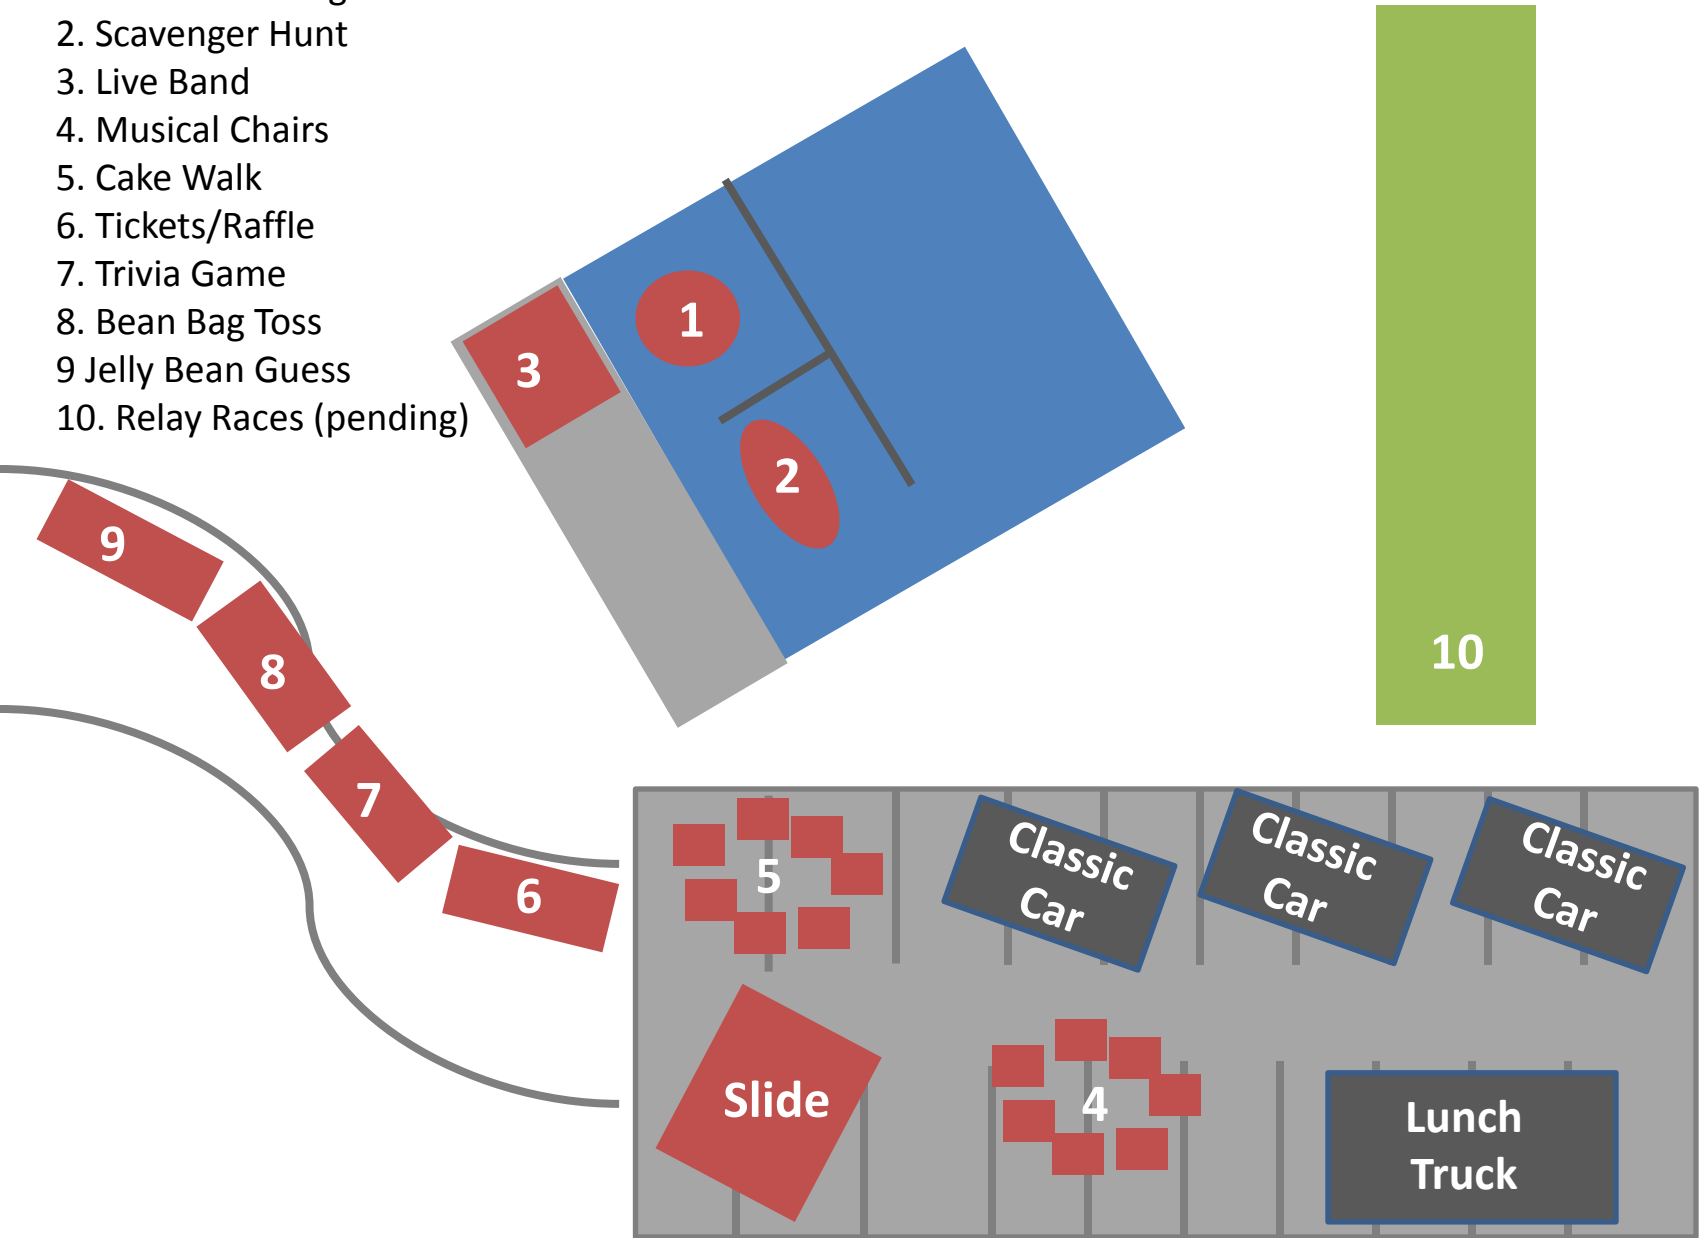 2. Scavenger Hunt
3. Live Band
4. Musical Chairs
5. Cake Walk
6. Tickets/Raffle
7. Trivia Game
8. Bean Bag Toss
9 Jelly Bean Guess
10. Relay Races (pending)
1
3
2
9
8
7
6
10
5
Classic
Car
Classic
Car
Classic
Car
Slide
4
Lunch
Truck